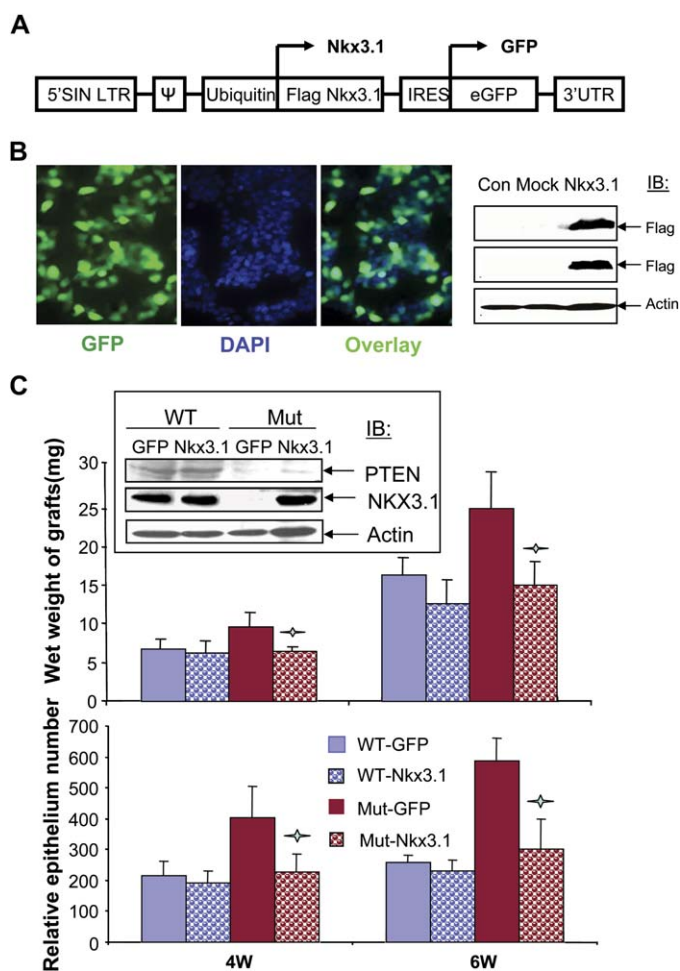 A
Nkx3.1 GFP
5'SIN LTR Ψ Ubiquitin Flag Nkx3.1 IRES eGFP 3'UTR
B
Con Mock Nkx3.1 IB:
Flag
Flag
Actin
GFP DAPI Overlay
C
WT Mut
GFP Nkx3.1 GFP Nkx3.1 IB:
PTEN
NKX3.1
Actin
Wet weight of grafts(mg)
30
25
20
15
10
5
0
Relative epithelium number
700
600
500
400
300
200
100
0
WT-GFP
WT-Nkx3.1
Mut-GFP
Mut-Nkx3.1
4W 6W